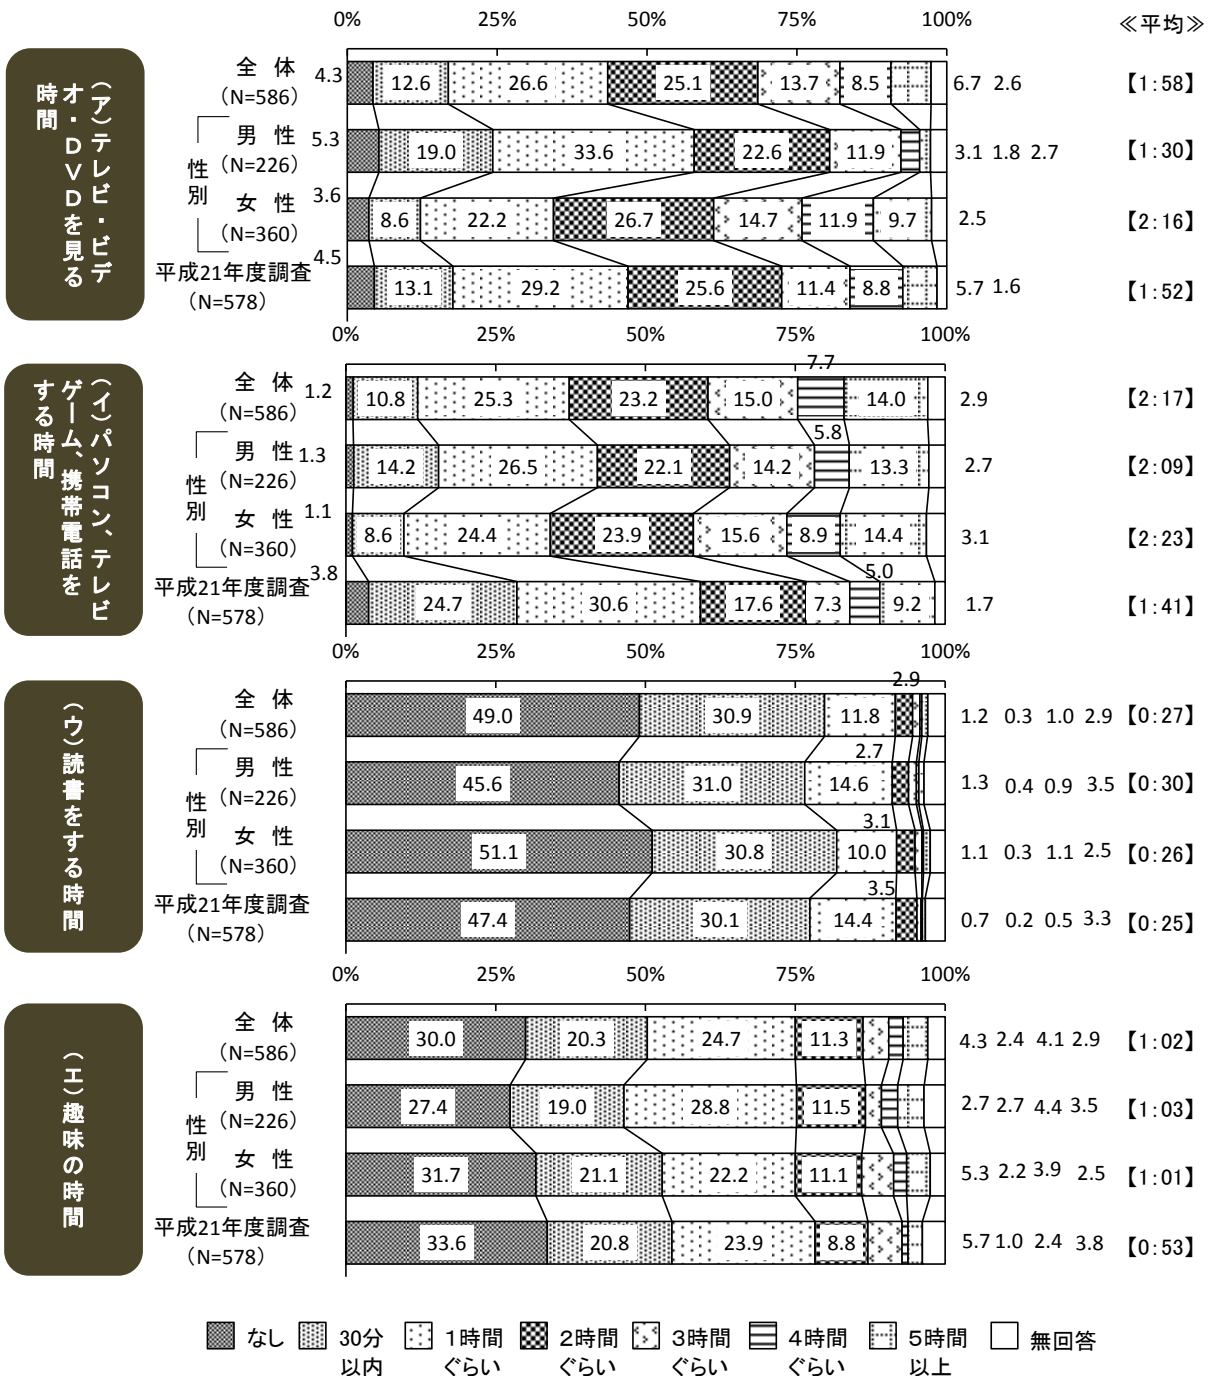 0% 25% 50% 75% 100% ≪平均≫
(ア)テレビ・ビデ
オ・DVDを見る
時間
全 体
(N=586)
4.3 12.6 26.6 25.1 13.7 8.5 6.7 2.6 【1:58】
性別
男 性
(N=226)
5.3 19.0 33.6 22.6 11.9 3.1 1.8 2.7 【1:30】
女 性
(N=360)
3.6 8.6 22.2 26.7 14.7 11.9 9.7 2.5 【2:16】
平成21年度調査
(N=578)
4.5 13.1 29.2 25.6 11.4 8.8 5.7 1.6 【1:52】
0% 25% 50% 75% 100%
(イ)パソコン、テレビ
ゲーム、携帯電話を
する時間
全 体
(N=586)
1.2 10.8 25.3 23.2 15.0 7.7 14.0 2.9 【2:17】
性別
男 性
(N=226)
1.3 14.2 26.5 22.1 14.2 5.8 13.3 2.7 【2:09】
女 性
(N=360)
1.1 8.6 24.4 23.9 15.6 8.9 14.4 3.1 【2:23】
平成21年度調査
(N=578)
3.8 24.7 30.6 17.6 7.3 5.0 9.2 1.7 【1:41】
0% 25% 50% 75% 100%
(ウ)読書をする時間
全 体
(N=586)
49.0 30.9 11.8 2.9 1.2 0.3 1.0 2.9 【0:27】
性別
男 性
(N=226)
45.6 31.0 14.6 2.7 1.3 0.4 0.9 3.5 【0:30】
女 性
(N=360)
51.1 30.8 10.0 3.1 1.1 0.3 1.1 2.5 【0:26】
平成21年度調査
(N=578)
47.4 30.1 14.4 3.5 0.7 0.2 0.5 3.3 【0:25】
0% 25% 50% 75% 100%
(エ)趣味の時間
全 体
(N=586)
30.0 20.3 24.7 11.3 4.3 2.4 4.1 2.9 【1:02】
性別
男 性
(N=226)
27.4 19.0 28.8 11.5 2.7 2.7 4.4 3.5 【1:03】
女 性
(N=360)
31.7 21.1 22.2 11.1 5.3 2.2 3.9 2.5 【1:01】
平成21年度調査
(N=578)
33.6 20.8 23.9 8.8 5.7 1.0 2.4 3.8 【0:53】
なし 30分 1時間 2時間 3時間 4時間 5時間 無回答
以内 ぐらい ぐらい ぐらい ぐらい 以上